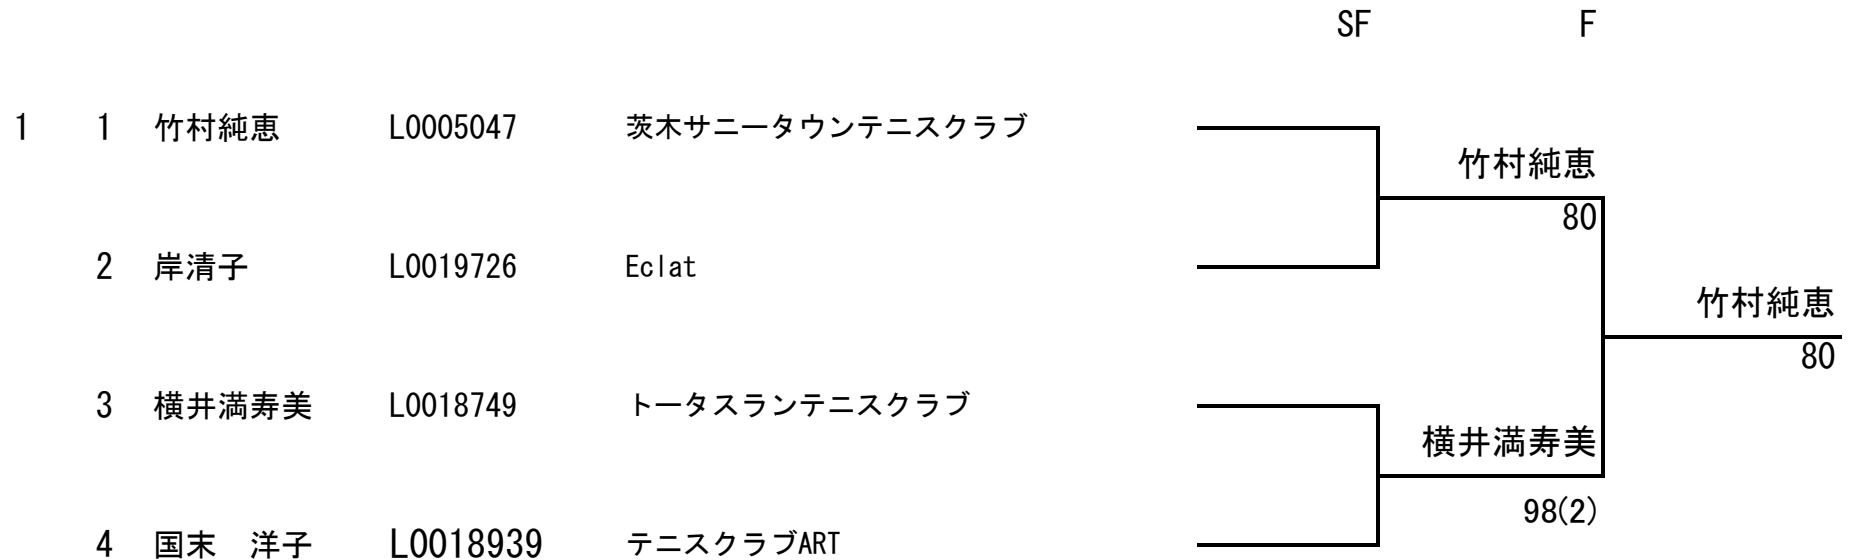 SF F
1 1 竹村純恵 L0005047 茨木サニータウンテニスクラブ
竹村純恵
80
2 岸清子 L0019726 Eclat
竹村純恵
80
3 横井満寿美 L0018749 トータスランテニスクラブ
横井満寿美
98(2)
4 国末　洋子 L0018939 テニスクラブART